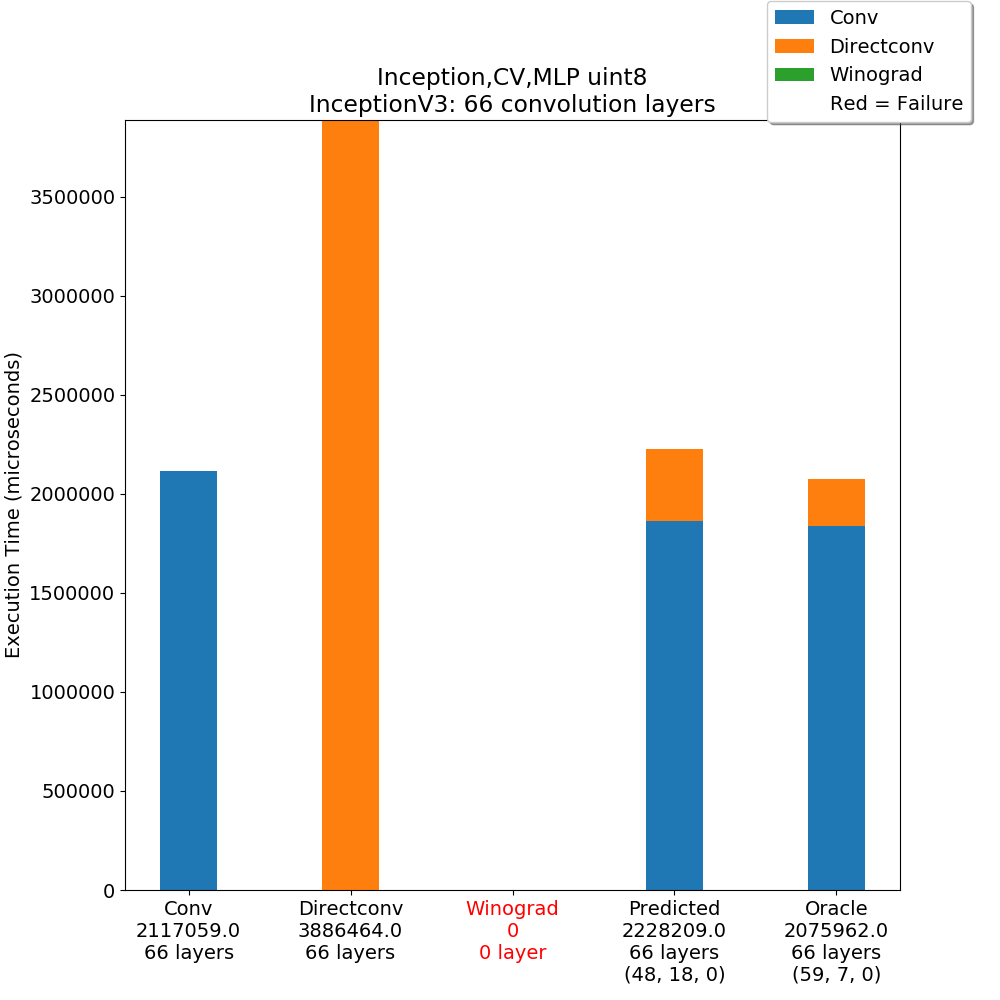 Conv
Directconv
Winograd
Red = Failure
Inception,CV,MLP uint8
InceptionV3: 66 convolution layers
Execution Time (microseconds)
3500000
3000000
2500000
2000000
1500000
1000000
500000
0
Conv
2117059.0
66 layers
Directconv
3886464.0
66 layers
Winograd
0
0 layer
Predicted
2228209.0
66 layers
(48, 18, 0)
Oracle
2075962.0
66 layers
(59, 7, 0)